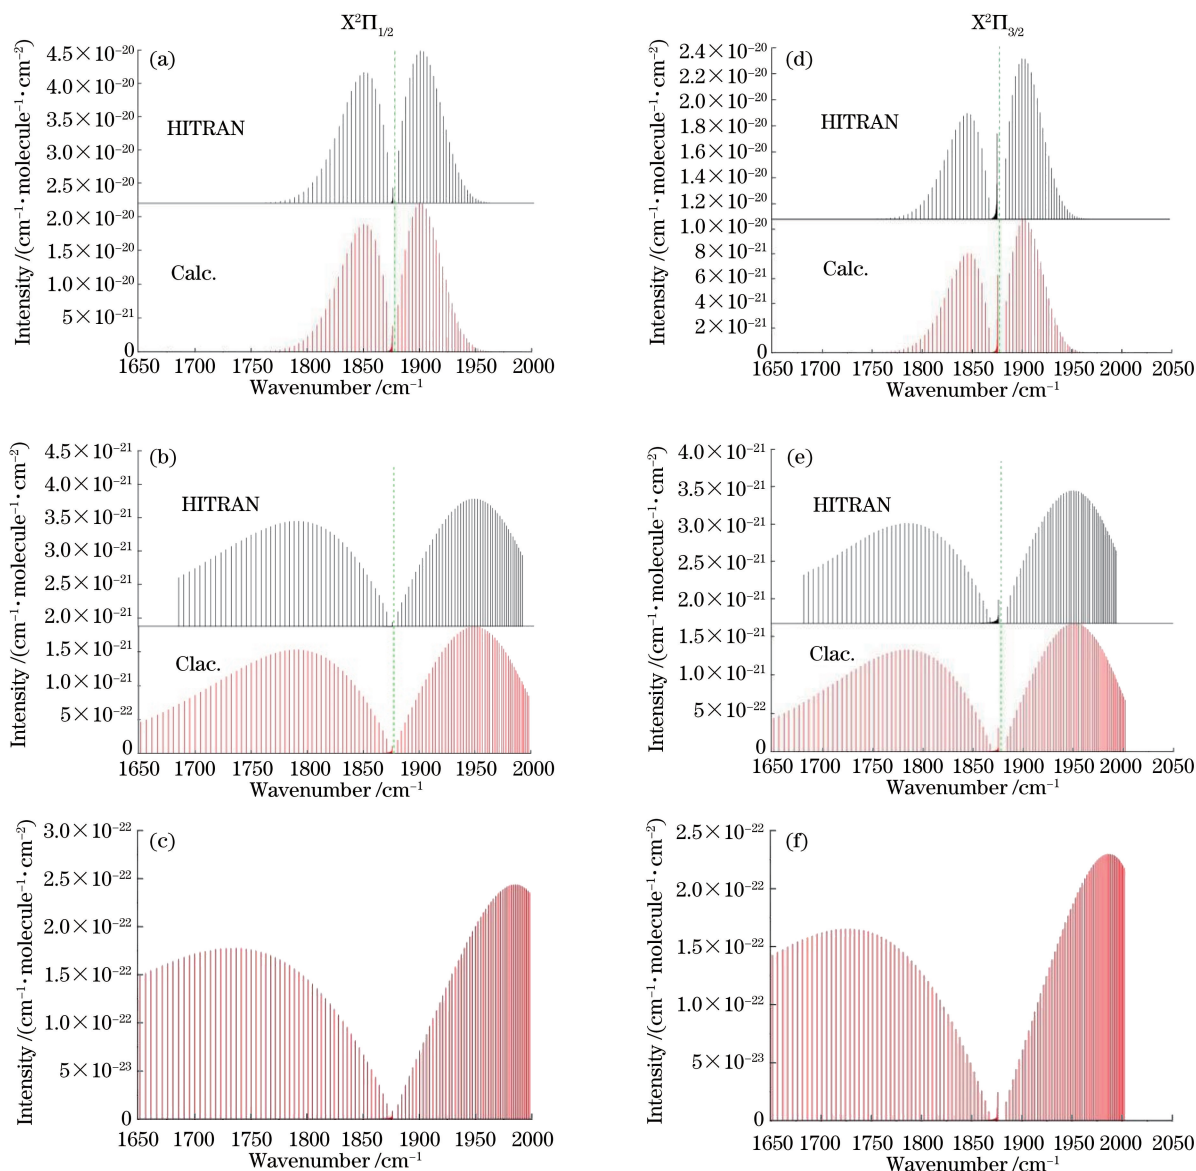 X²Π₁/₂
(a)
HITRAN
Calc.
Intensity /(cm⁻¹·molecule⁻¹·cm⁻²)
4.5×10⁻²⁰
4.0×10⁻²⁰
3.5×10⁻²⁰
3.0×10⁻²⁰
2.5×10⁻²⁰
2.0×10⁻²⁰
1.5×10⁻²⁰
1.0×10⁻²⁰
5×10⁻²¹
0
1650 1700 1750 1800 1850 1900 1950 2000
Wavenumber /cm⁻¹
X²Π₃/₂
(d)
HITRAN
Calc.
Intensity /(cm⁻¹·molecule⁻¹·cm⁻²)
2.4×10⁻²⁰
2.2×10⁻²⁰
2.0×10⁻²⁰
1.8×10⁻²⁰
1.6×10⁻²⁰
1.4×10⁻²⁰
1.2×10⁻²⁰
1.0×10⁻²⁰
8×10⁻²¹
6×10⁻²¹
4×10⁻²¹
2×10⁻²¹
0
1650 1700 1750 1800 1850 1900 1950 2000 2050
Wavenumber /cm⁻¹
(b)
HITRAN
Clac.
Intensity /(cm⁻¹·molecule⁻¹·cm⁻²)
4.5×10⁻²¹
4.0×10⁻²¹
3.5×10⁻²¹
3.0×10⁻²¹
2.5×10⁻²¹
2.0×10⁻²¹
1.5×10⁻²¹
1.0×10⁻²¹
5×10⁻²²
0
1650 1700 1750 1800 1850 1900 1950 2000
Wavenumber /cm⁻¹
(e)
HITRAN
Clac.
Intensity /(cm⁻¹·molecule⁻¹·cm⁻²)
4.0×10⁻²¹
3.5×10⁻²¹
3.0×10⁻²¹
2.5×10⁻²¹
2.0×10⁻²¹
1.5×10⁻²¹
1.0×10⁻²¹
5×10⁻²²
0
1650 1700 1750 1800 1850 1900 1950 2000 2050
Wavenumber /cm⁻¹
(c)
Intensity /(cm⁻¹·molecule⁻¹·cm⁻²)
3.0×10⁻²²
2.5×10⁻²²
2.0×10⁻²²
1.5×10⁻²²
1.0×10⁻²²
5×10⁻²³
0
1650 1700 1750 1800 1850 1900 1950 2000
Wavenumber /cm⁻¹
(f)
Intensity /(cm⁻¹·molecule⁻¹·cm⁻²)
2.5×10⁻²²
2.0×10⁻²²
1.5×10⁻²²
1.0×10⁻²²
5×10⁻²³
0
1650 1700 1750 1800 1850 1900 1950 2000 2050
Wavenumber /cm⁻¹